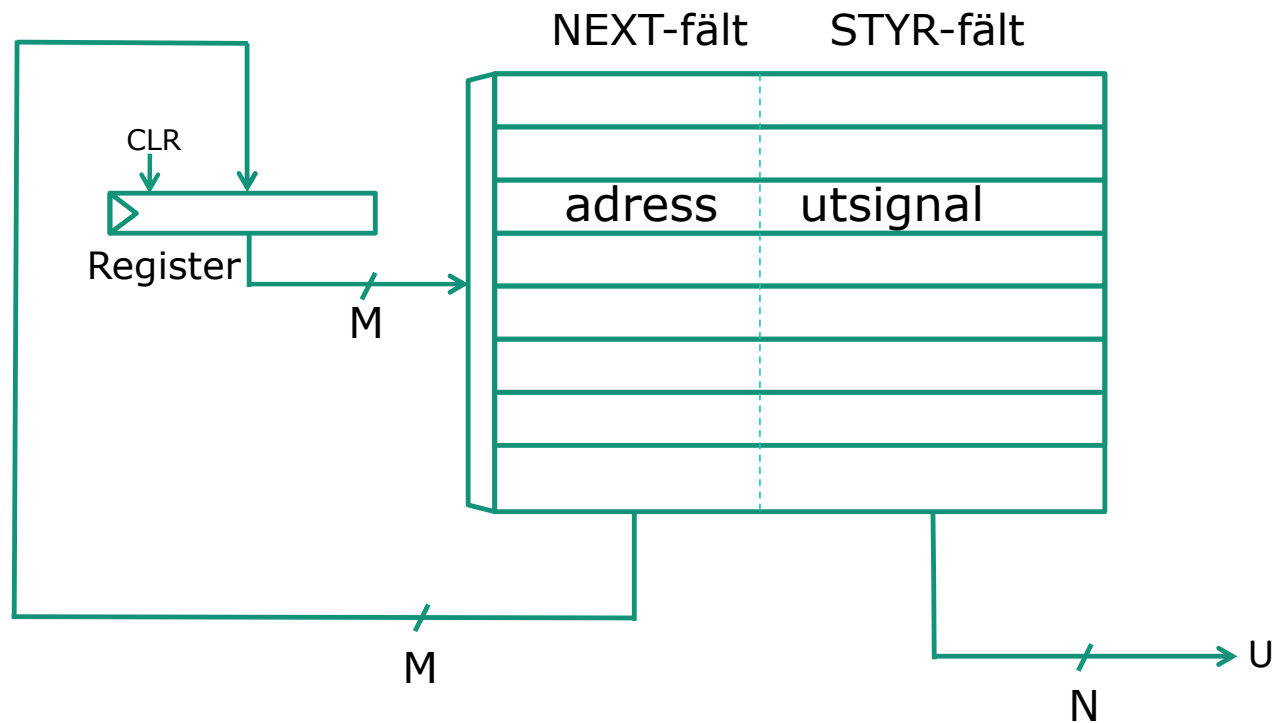 NEXT-fält STYR-fält
CLR
adress utsignal
Register
M
M
U
N